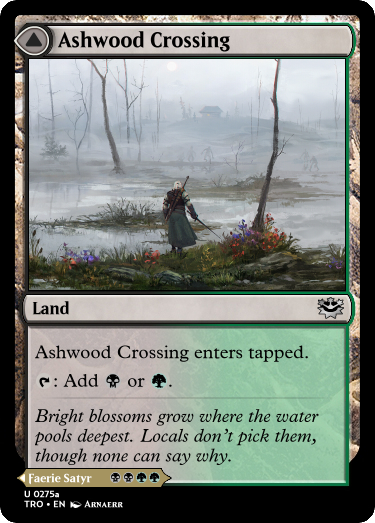 Ashwood Crossing
Land
Ashwood Crossing enters tapped.
: Add or .
Bright blossoms grow where the water
pools deepest. Locals don't pick them,
though none can say why.
Faerie Satyr
U 0275a
TRO • EN Arnaerr